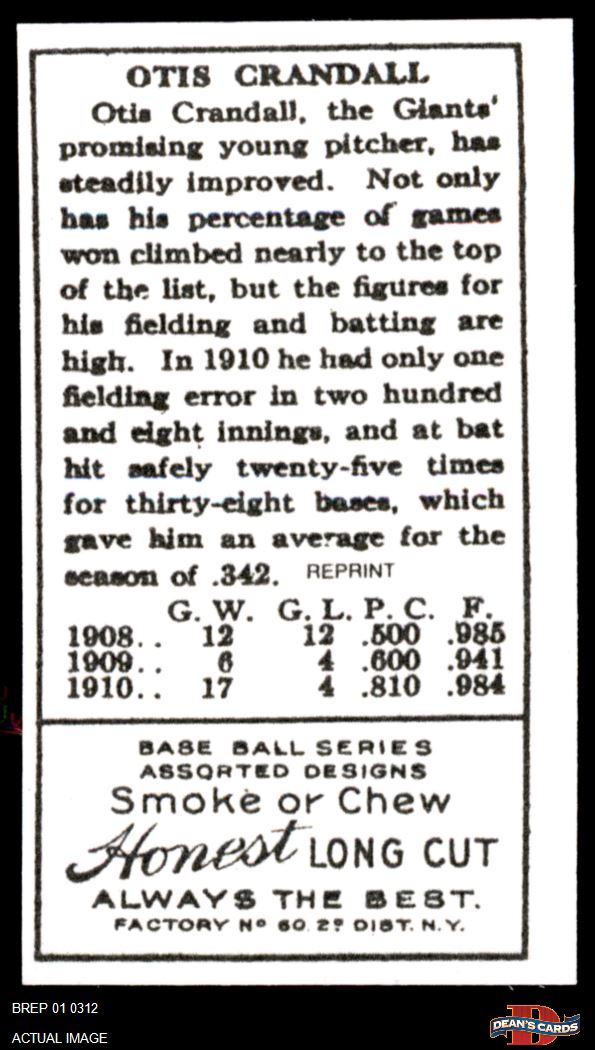 OTIS CRANDALL
Otis Crandall, the Giants'
promising young pitcher, has
steadily improved. Not only
has his percentage of games
won climbed nearly to the top
of the list, but the figures for
his fielding and batting are
high. In 1910 he had only one
fielding error in two hundred
and eight innings, and at bat
hit safely twenty-five times
for thirty-eight bases, which
gave him an average for the
season of .342. REPRINT
G. W. G. L. P. C. F.
1908.. 12 12 .500 .985
1909.. 6 4 .600 .941
1910.. 17 4 .810 .984
BASE BALL SERIES
ASSORTED DESIGNS
Smoke or Chew
Honest LONG CUT
ALWAYS THE BEST.
FACTORY Nº 60. 2º DIST. N.Y.
BREP 01 0312
ACTUAL IMAGE
D
DEAN'S CARDS